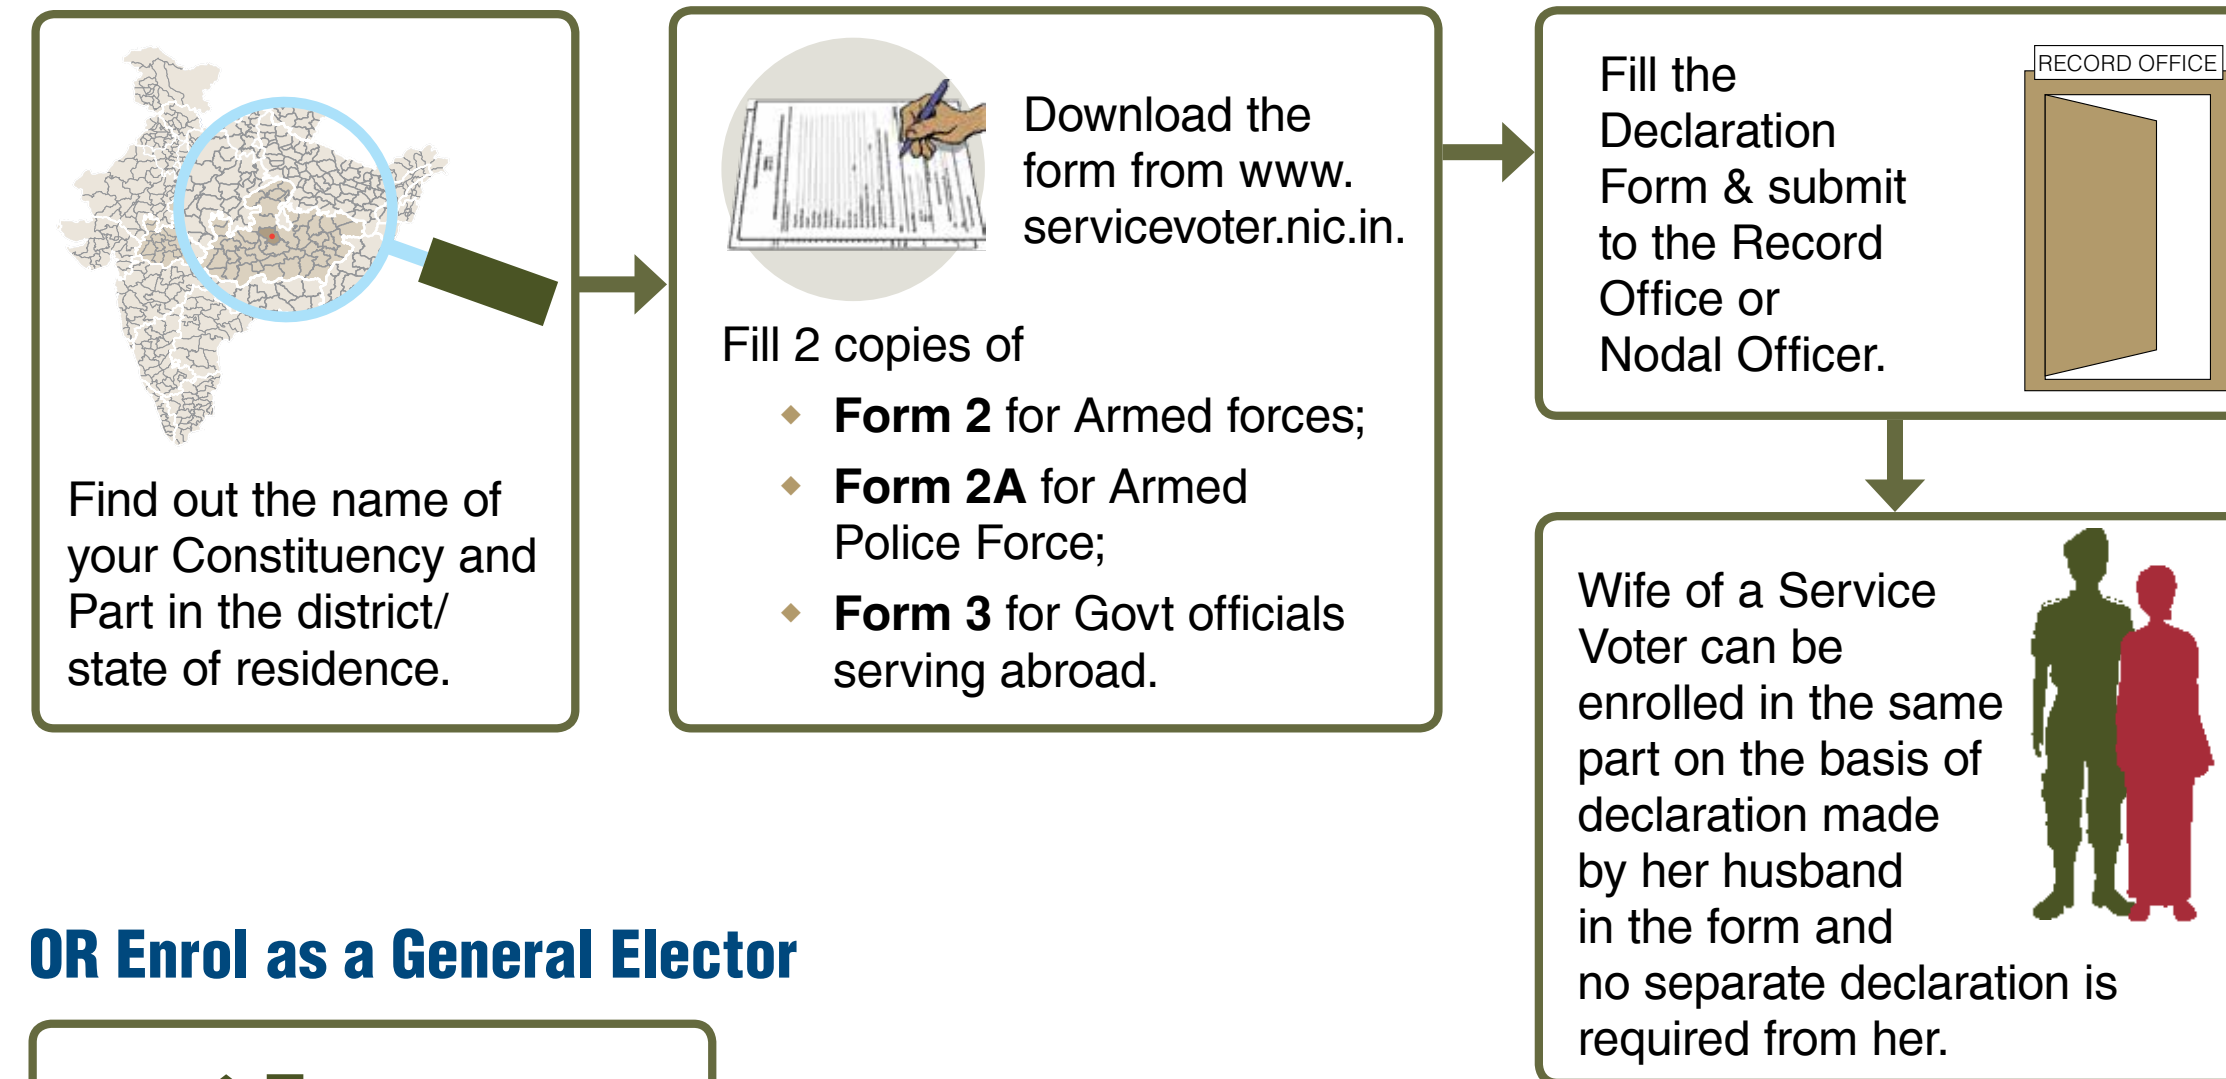 Find out the name of
your Constituency and
Part in the district/
state of residence.
Download the
form from www.
servicevoter.nic.in.
Fill 2 copies of
Form 2 for Armed forces;
Form 2A for Armed
Police Force;
Form 3 for Govt officials
serving abroad.
Fill the
Declaration
Form & submit
to the Record
Office or
Nodal Officer.
RECORD OFFICE
Wife of a Service
Voter can be
enrolled in the same
part on the basis of
declaration made
by her husband
in the form and
no separate declaration is
required from her.
OR Enrol as a General Elector